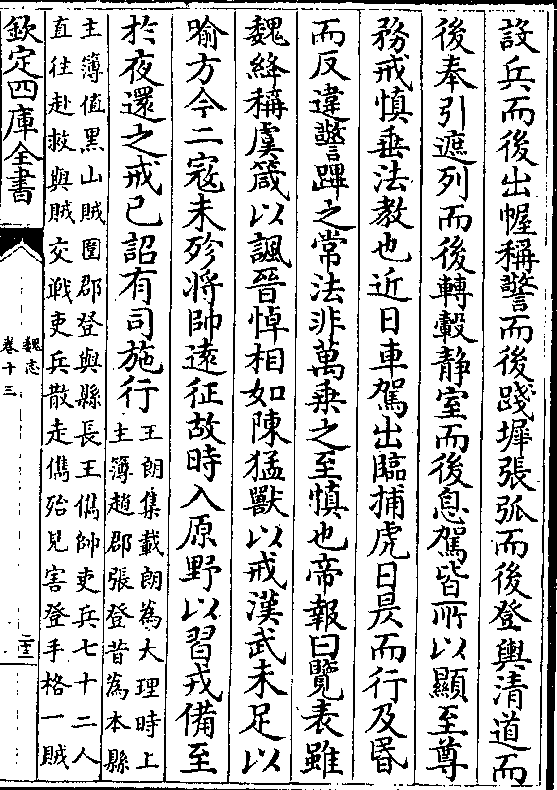 設兵而後出幄稱警而後踐墀張弧而後登輿清道而
後奉引遮列而後轉轂静室而後息駕皆所以顯至尊
務戒慎垂法教也近日車駕出臨捕虎日昃而行及昏
而反違警蹕之常法非萬乗之至慎也帝報曰覽表雖
魏絳稱虞箴以諷晉悼相如陳猛獸以戒漢武未足以
喻方今二寇未殄將帥逺征故時入原野以習戎備至
於夜還之戒已詔有司施行
王朗集載朗為大理時上
主簿趙郡張登昔為本縣
主簿值黒山賊圍郡登與縣長王儁帥吏兵七十二人
直往赴救與賊交戰吏兵散走儁殆見害登手格一賊
欽定四庫全書
魏志
卷十三